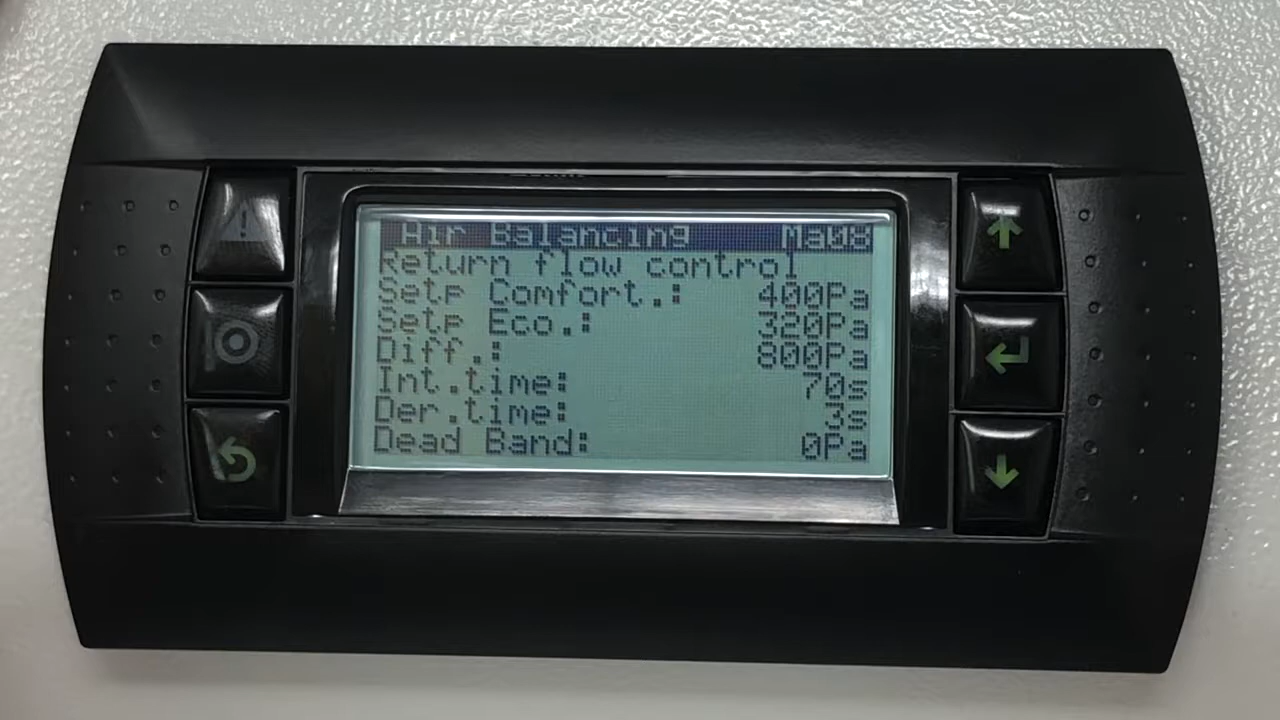 Air Balancing Ma08
Return flow control
Setp Comfort.: 400Pa
Setp Eco.: 320Pa
Diff.: 800Pa
Int.time: 70s
Der.time: 3s
Dead Band: 0Pa